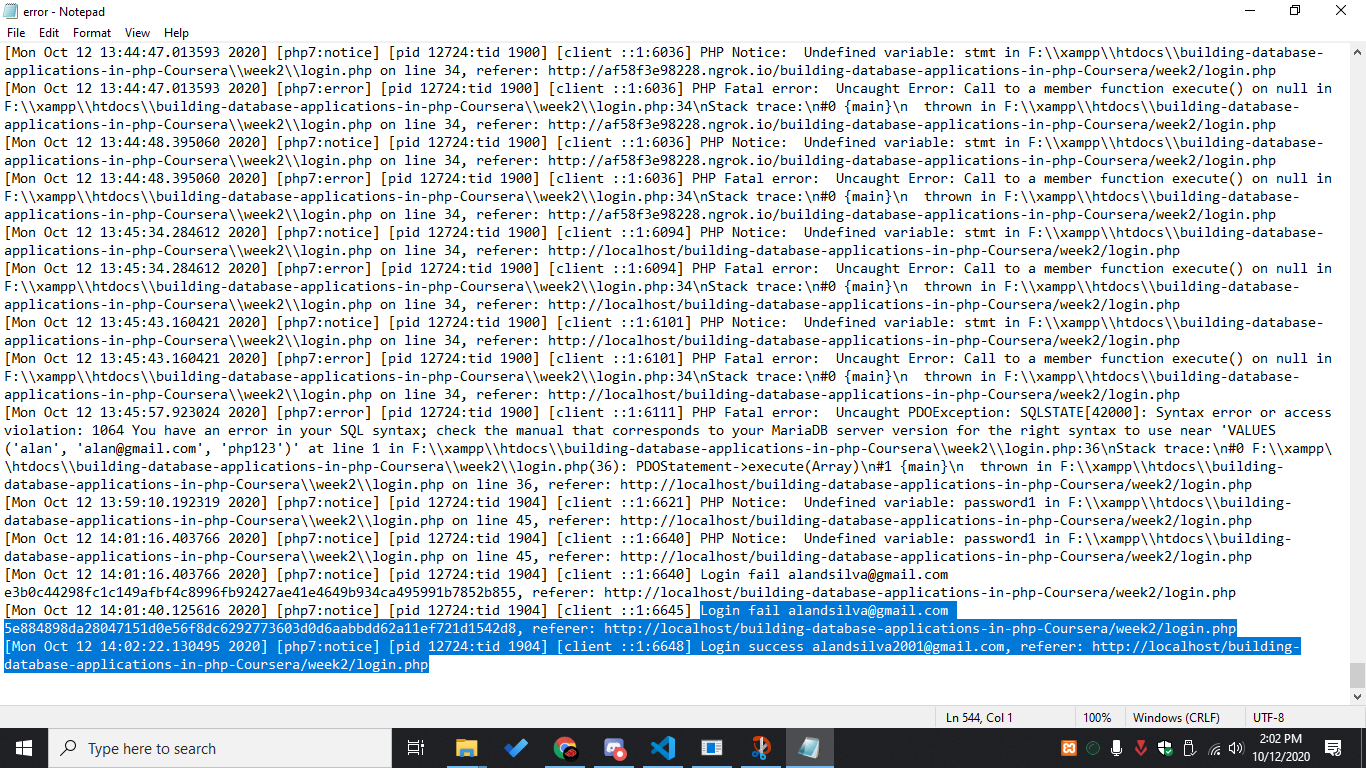 error - Notepad
File Edit Format View Help
[Mon Oct 12 13:44:47.013593 2020] [php7:notice] [pid 12724:tid 1900] [client ::1:6036] PHP Notice:  Undefined variable: stmt in F:\\xampp\\htdocs\\building-database-
applications-in-php-Coursera\\week2\\login.php on line 34, referer: http://af58f3e98228.ngrok.io/building-database-applications-in-php-Coursera/week2/login.php
[Mon Oct 12 13:44:47.013593 2020] [php7:error] [pid 12724:tid 1900] [client ::1:6036] PHP Fatal error:  Uncaught Error: Call to a member function execute() on null in
F:\\xampp\\htdocs\\building-database-applications-in-php-Coursera\\week2\\login.php:34\nStack trace:\n#0 {main}\n  thrown in F:\\xampp\\htdocs\\building-database-
applications-in-php-Coursera\\week2\\login.php on line 34, referer: http://af58f3e98228.ngrok.io/building-database-applications-in-php-Coursera/week2/login.php
[Mon Oct 12 13:44:48.395060 2020] [php7:notice] [pid 12724:tid 1900] [client ::1:6036] PHP Notice:  Undefined variable: stmt in F:\\xampp\\htdocs\\building-database-
applications-in-php-Coursera\\week2\\login.php on line 34, referer: http://af58f3e98228.ngrok.io/building-database-applications-in-php-Coursera/week2/login.php
[Mon Oct 12 13:44:48.395060 2020] [php7:error] [pid 12724:tid 1900] [client ::1:6036] PHP Fatal error:  Uncaught Error: Call to a member function execute() on null in
F:\\xampp\\htdocs\\building-database-applications-in-php-Coursera\\week2\\login.php:34\nStack trace:\n#0 {main}\n  thrown in F:\\xampp\\htdocs\\building-database-
applications-in-php-Coursera\\week2\\login.php on line 34, referer: http://af58f3e98228.ngrok.io/building-database-applications-in-php-Coursera/week2/login.php
[Mon Oct 12 13:45:34.284612 2020] [php7:notice] [pid 12724:tid 1900] [client ::1:6094] PHP Notice:  Undefined variable: stmt in F:\\xampp\\htdocs\\building-database-
applications-in-php-Coursera\\week2\\login.php on line 34, referer: http://localhost/building-database-applications-in-php-Coursera/week2/login.php
[Mon Oct 12 13:45:34.284612 2020] [php7:error] [pid 12724:tid 1900] [client ::1:6094] PHP Fatal error:  Uncaught Error: Call to a member function execute() on null in
F:\\xampp\\htdocs\\building-database-applications-in-php-Coursera\\week2\\login.php:34\nStack trace:\n#0 {main}\n  thrown in F:\\xampp\\htdocs\\building-database-
applications-in-php-Coursera\\week2\\login.php on line 34, referer: http://localhost/building-database-applications-in-php-Coursera/week2/login.php
[Mon Oct 12 13:45:43.160421 2020] [php7:notice] [pid 12724:tid 1900] [client ::1:6101] PHP Notice:  Undefined variable: stmt in F:\\xampp\\htdocs\\building-database-
applications-in-php-Coursera\\week2\\login.php on line 34, referer: http://localhost/building-database-applications-in-php-Coursera/week2/login.php
[Mon Oct 12 13:45:43.160421 2020] [php7:error] [pid 12724:tid 1900] [client ::1:6101] PHP Fatal error:  Uncaught Error: Call to a member function execute() on null in
F:\\xampp\\htdocs\\building-database-applications-in-php-Coursera\\week2\\login.php:34\nStack trace:\n#0 {main}\n  thrown in F:\\xampp\\htdocs\\building-database-
applications-in-php-Coursera\\week2\\login.php on line 34, referer: http://localhost/building-database-applications-in-php-Coursera/week2/login.php
[Mon Oct 12 13:45:57.923024 2020] [php7:error] [pid 12724:tid 1900] [client ::1:6111] PHP Fatal error:  Uncaught PDOException: SQLSTATE[42000]: Syntax error or access
violation: 1064 You have an error in your SQL syntax; check the manual that corresponds to your MariaDB server version for the right syntax to use near 'VALUES
('alan', 'alan@gmail.com', 'php123')' at line 1 in F:\\xampp\\htdocs\\building-database-applications-in-php-Coursera\\week2\\login.php:36\nStack trace:\n#0 F:\\xampp\
\htdocs\\building-database-applications-in-php-Coursera\\week2\\login.php(36): PDOStatement->execute(Array)\n#1 {main}\n  thrown in F:\\xampp\\htdocs\\building-
database-applications-in-php-Coursera\\week2\\login.php on line 36, referer: http://localhost/building-database-applications-in-php-Coursera/week2/login.php
[Mon Oct 12 13:59:10.192319 2020] [php7:notice] [pid 12724:tid 1904] [client ::1:6621] PHP Notice:  Undefined variable: password1 in F:\\xampp\\htdocs\\building-
database-applications-in-php-Coursera\\week2\\login.php on line 45, referer: http://localhost/building-database-applications-in-php-Coursera/week2/login.php
[Mon Oct 12 14:01:16.403766 2020] [php7:notice] [pid 12724:tid 1904] [client ::1:6640] PHP Notice:  Undefined variable: password1 in F:\\xampp\\htdocs\\building-
database-applications-in-php-Coursera\\week2\\login.php on line 45, referer: http://localhost/building-database-applications-in-php-Coursera/week2/login.php
[Mon Oct 12 14:01:16.403766 2020] [php7:notice] [pid 12724:tid 1904] [client ::1:6640] Login fail alandsilva@gmail.com
e3b0c44298fc1c149afbf4c8996fb92427ae41e4649b934ca495991b7852b855, referer: http://localhost/building-database-applications-in-php-Coursera/week2/login.php
[Mon Oct 12 14:01:40.125616 2020] [php7:notice] [pid 12724:tid 1904] [client ::1:6645] Login fail alandsilva@gmail.com
5e884898da28047151d0e56f8dc6292773603d0d6aabbdd62a11ef721d1542d8, referer: http://localhost/building-database-applications-in-php-Coursera/week2/login.php
[Mon Oct 12 14:02:22.130495 2020] [php7:notice] [pid 12724:tid 1904] [client ::1:6648] Login success alandsilva2001@gmail.com, referer: http://localhost/building-
database-applications-in-php-Coursera/week2/login.php
Ln 544, Col 1 100% Windows (CRLF) UTF-8
Type here to search
2:02 PM
10/12/2020